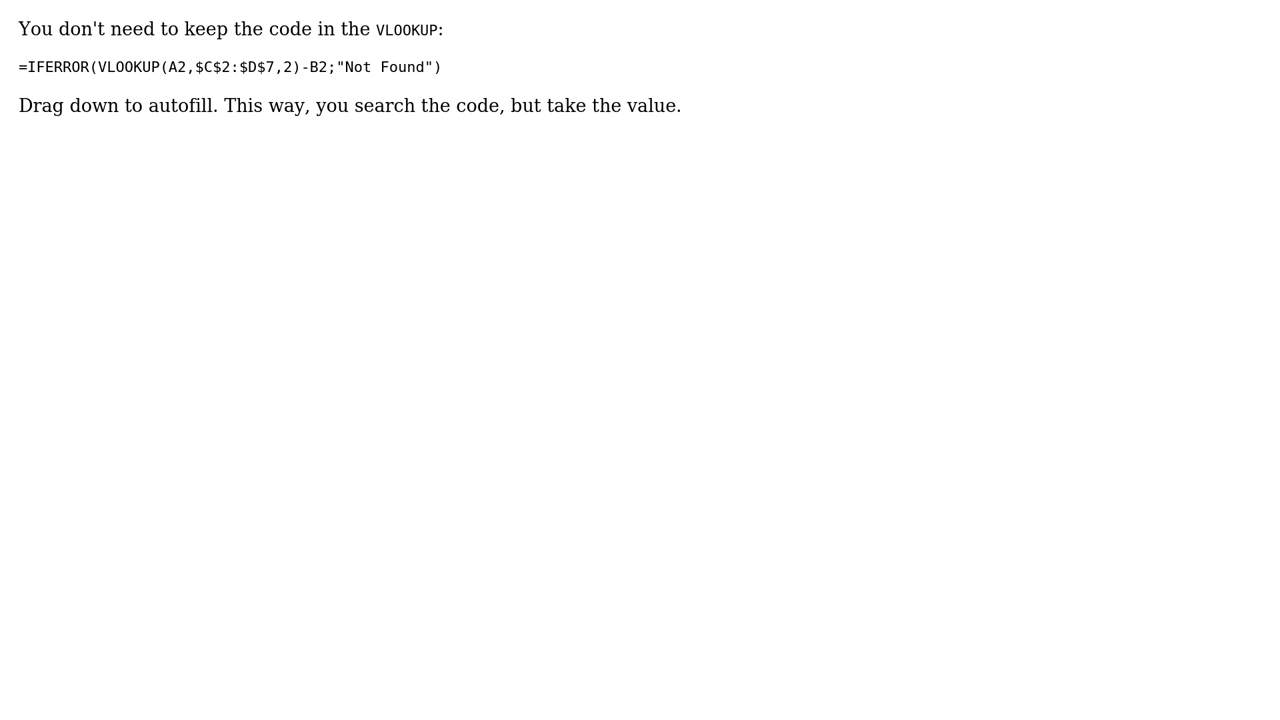 You don't need to keep the code in the VLOOKUP:
=IFERROR(VLOOKUP(A2,$C$2:$D$7,2)-B2;"Not Found")
Drag down to autofill. This way, you search the code, but take the value.